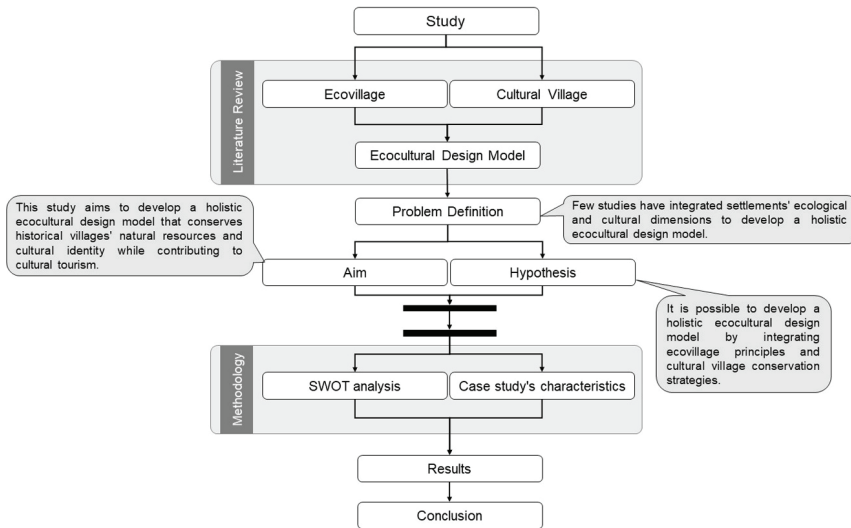 Study
Literature Review
Ecovillage
Cultural Village
Ecocultural Design Model
This study aims to develop a holistic
ecocultural design model that conserves
historical villages' natural resources and
cultural identity while contributing to
cultural tourism.
Problem Definition
Few studies have integrated settlements' ecological
and cultural dimensions to develop a holistic
ecocultural design model.
Aim
Hypothesis
It is possible to develop a
holistic ecocultural design
model by integrating
ecovillage principles and
cultural village conservation
strategies.
Methodology
SWOT analysis
Case study's characteristics
Results
Conclusion